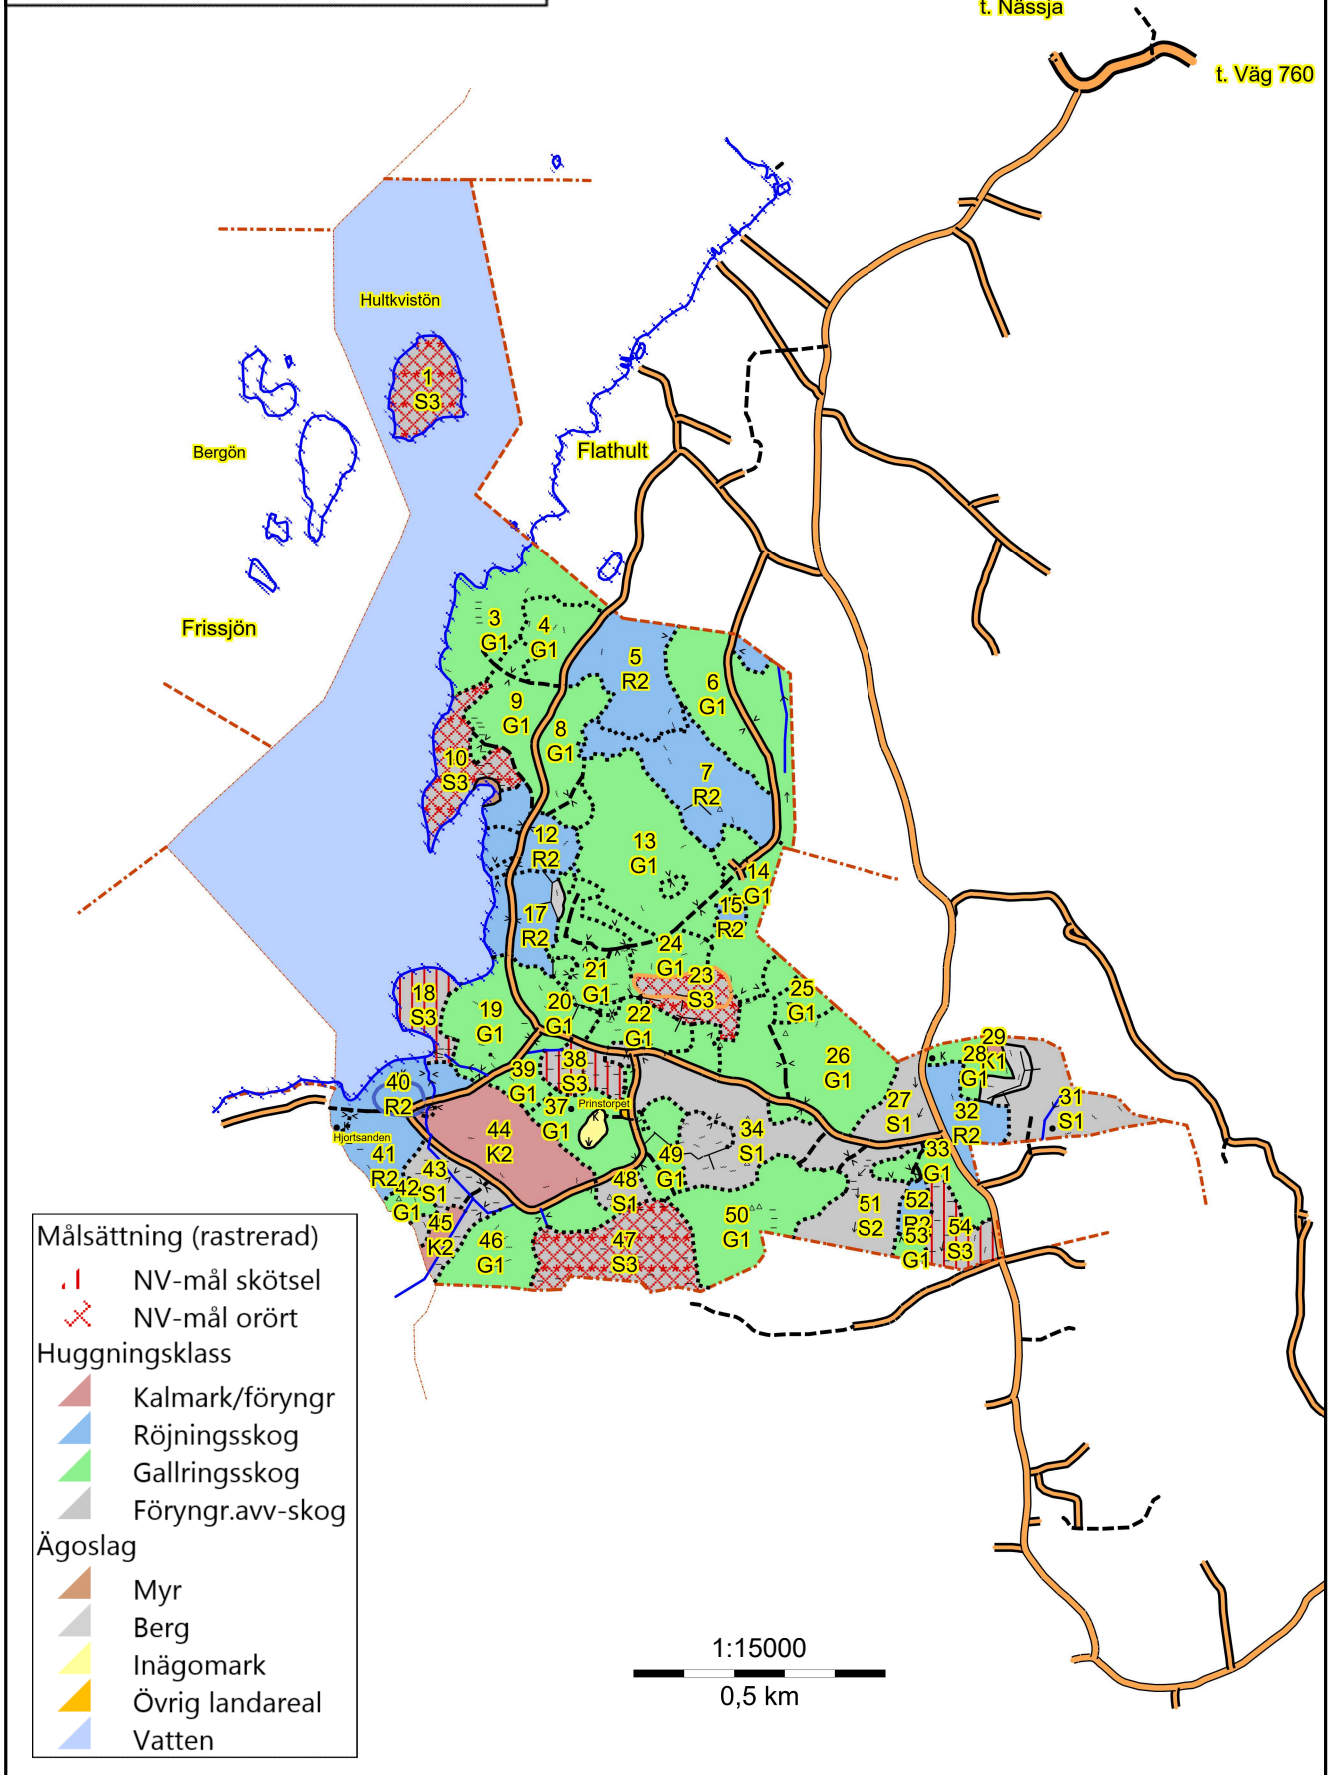 t. Nässja
t. Väg 760
Hultkvistön
1
S3
Bergön
Flathult
Frissjön
3
G1
4
G1
5
R2
6
G1
9
G1
8
G1
10
S3
7
R2
12
R2
13
G1
14
G1
15
R2
17
R2
24
G1
21
G1
23
S3
25
G1
18
S3
19
G1
20
G1
22
G1
26
G1
29
K1
28
G1
39
G1
38
S3
40
R2
37
G1
Prinstorpet
K
K
27
S1
32
R2
31
S1
Hjortsanden
41
R2
44
K2
34
S1
49
G1
33
G1
43
S1
42
G1
48
S1
45
K2
46
G1
47
S3
50
G1
51
S2
52
R2
53
G1
54
S3
Målsättning (rastrerad)
NV-mål skötsel
NV-mål orört
Huggningsklass
Kalmark/föryngr
Röjningsskog
Gallringsskog
Föryngr.avv-skog
Ägoslag
Myr
Berg
Inägomark
Övrig landareal
Vatten
1:15000
0,5 km